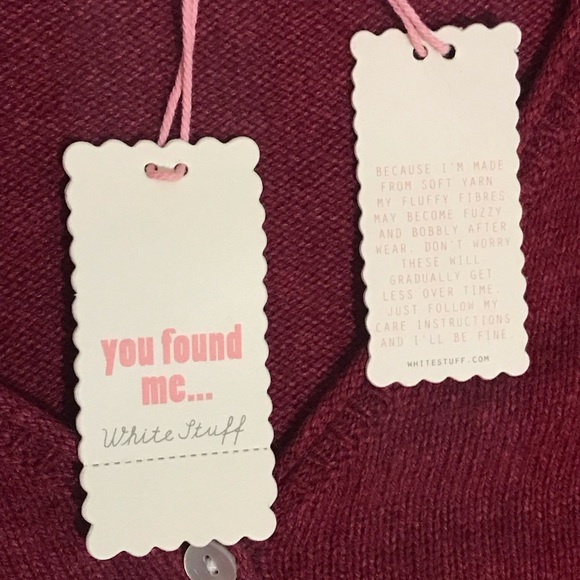 you found
me...
White Stuff
BECAUSE I'M MADE
FROM SOFT YARN
MY FLUFFY FIBRES
MAY BECOME FUZZY
AND BOBBLY AFTER
WEAR. DON'T WORRY
THESE WILL
GRADUALLY GET
LESS OVER TIME.
JUST FOLLOW MY
CARE INSTRUCTIONS
AND I'LL BE FINE
WHITESTUFF.COM